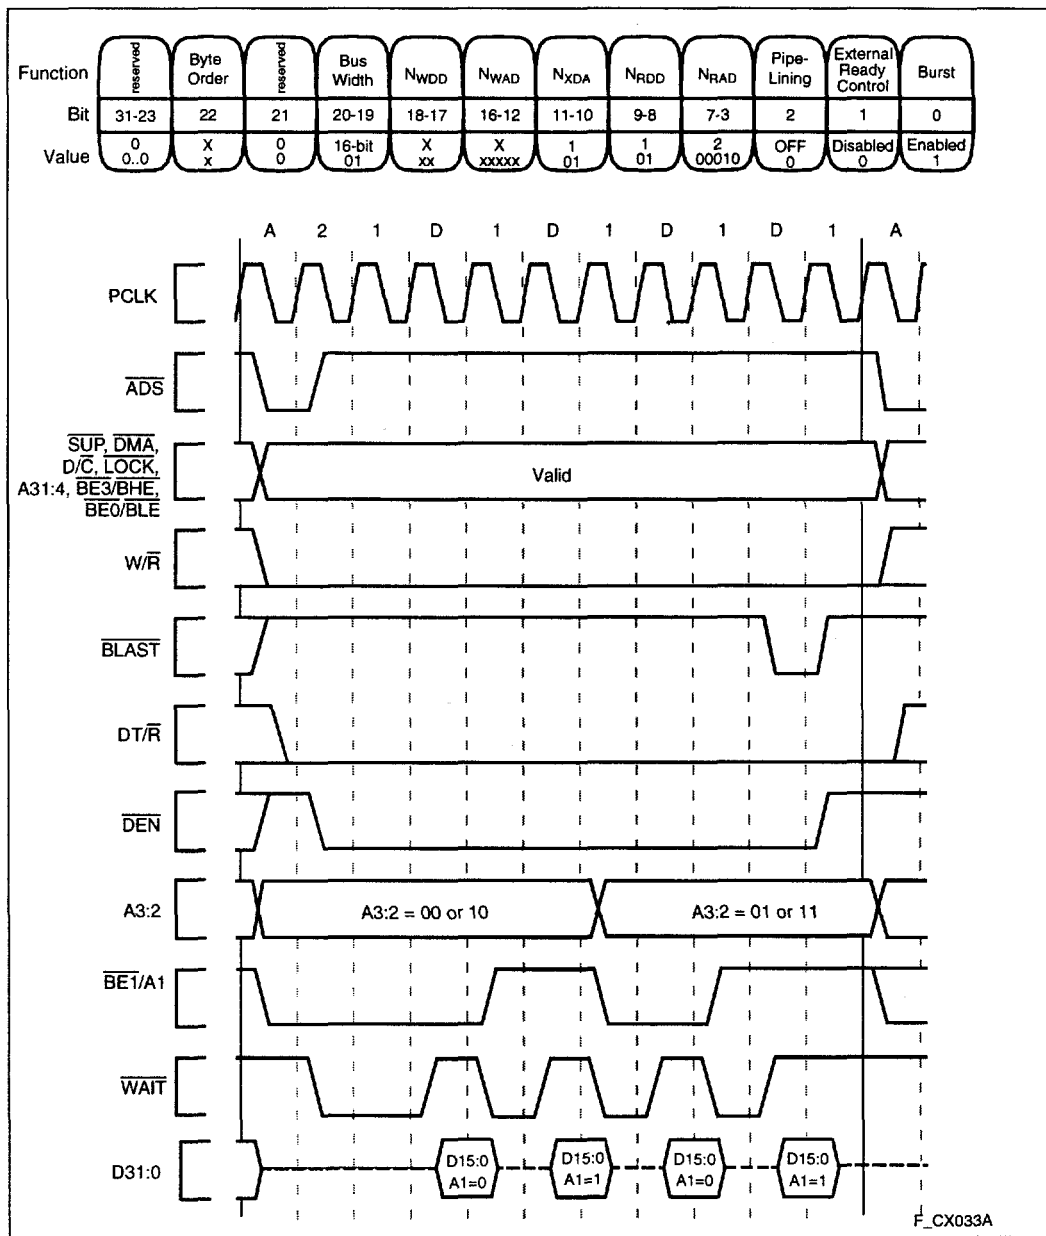 Function reserved Byte Order reserved Bus Width NWDD NWAD NXDA NRDD NRAD Pipe-Lining External Ready Control Burst
Bit 31-23 22 21 20-19 18-17 16-12 11-10 9-8 7-3 2 1 0
Value 0 X 0 16-bit X X 1 1 2 OFF Disabled Enabled
0..0 x 0 01 xx xxxxx 01 01 00010 0 0 1
A 2 1 D 1 D 1 D 1 D 1 A
PCLK
ADS
SUP, DMA,
D/C, LOCK,
A31:4, BE3/BHE,
BE0/BLE
Valid
W/R
BLAST
DT/R
DEN
A3:2 A3:2 = 00 or 10 A3:2 = 01 or 11
BE1/A1
WAIT
D31:0
D15:0 D15:0 D15:0 D15:0
A1=0 A1=1 A1=0 A1=1
F_CX033A